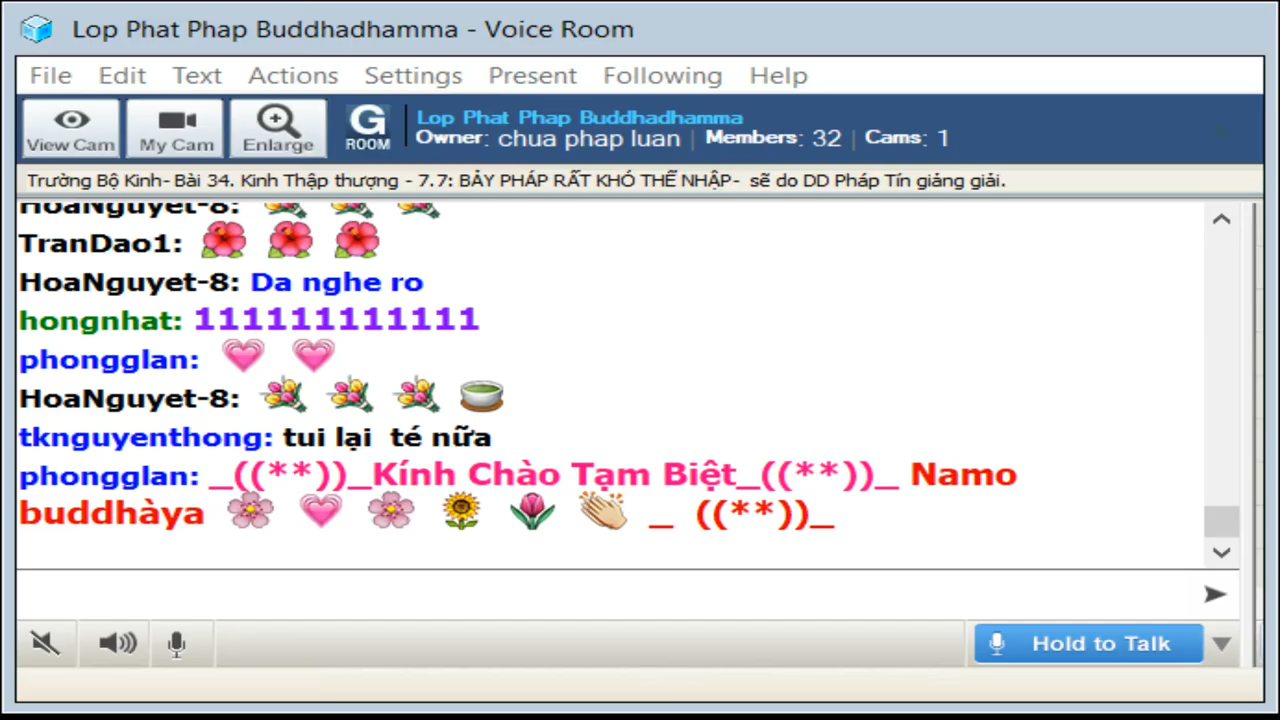 Lop Phat Phap Buddhadhamma - Voice Room
File Edit Text Actions Settings Present Following Help
View Cam My Cam Enlarge G ROOM
Lop Phat Phap Buddhadhamma
Owner: chua phap luan | Members: 32 | Cams: 1
Trường Bộ Kinh- Bài 34. Kinh Thập thượng - 7.7: BẢY PHÁP RẤT KHÓ THỂ NHẬP- sẽ do DD Pháp Tín giảng giải.
HoaNguyet-8:
TranDao1:
HoaNguyet-8: Da nghe ro
hongnhat: 111111111111
phongglan:
HoaNguyet-8:
tknguyenthong: tui lại té nữa
phongglan: _((**))_Kính Chào Tạm Biệt_((**))_ Namo
buddhàya _ ((**))_
Hold to Talk